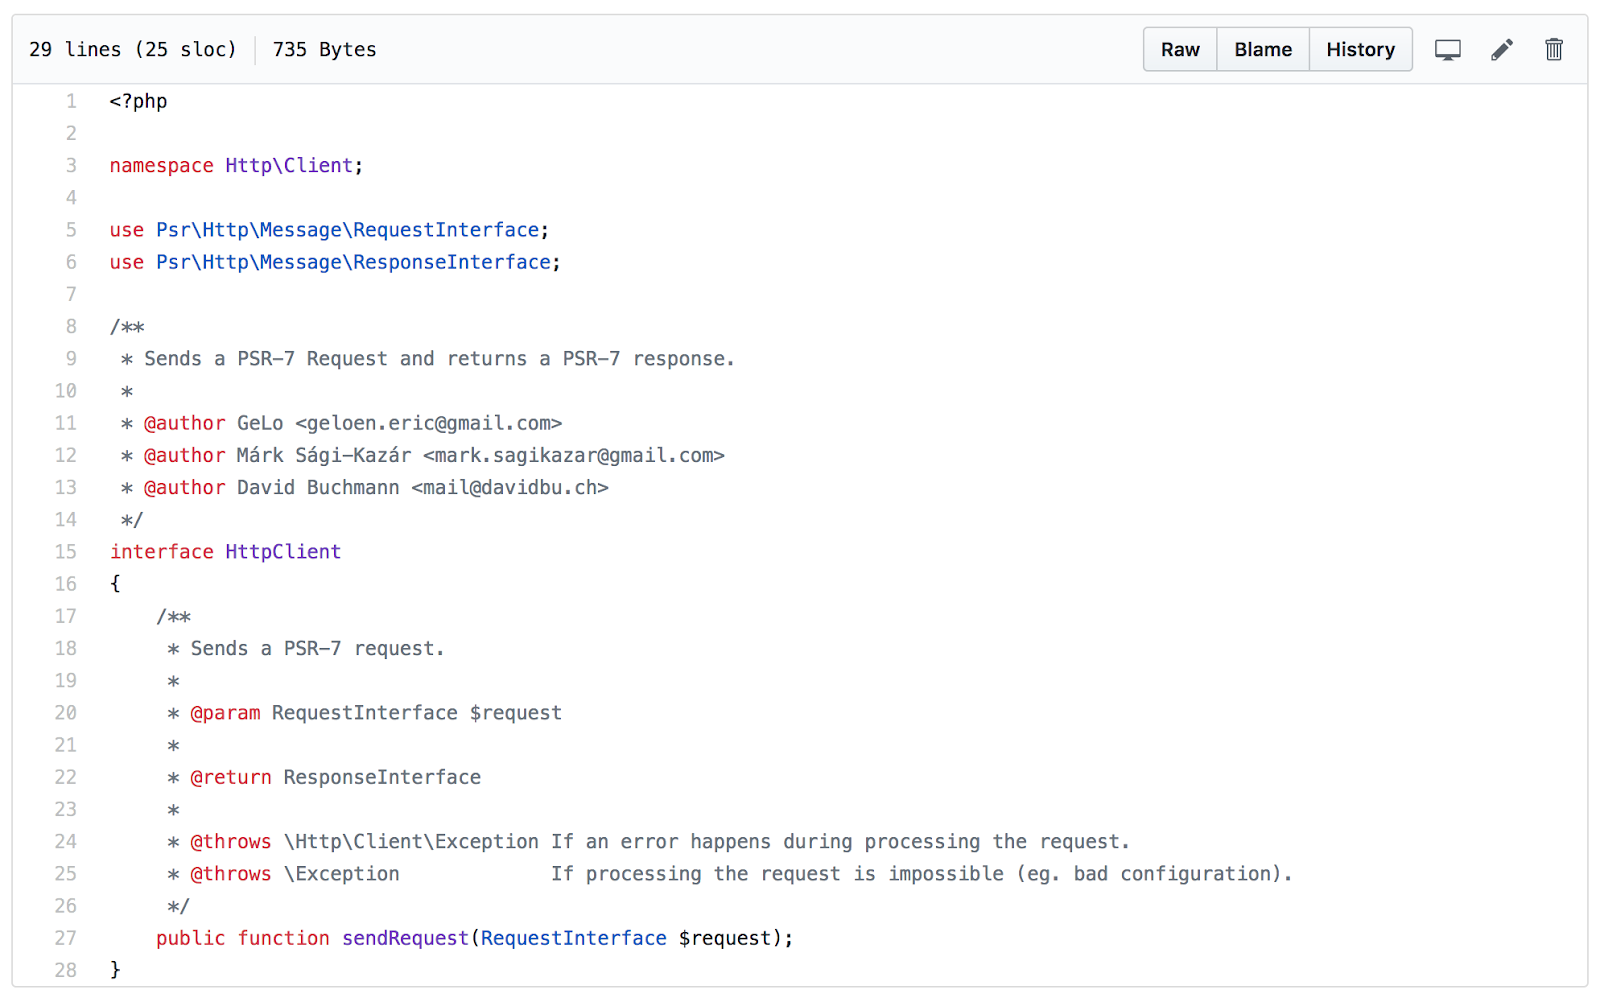 29 lines (25 sloc) 735 Bytes Raw Blame History
1 <?php
2
3 namespace Http\Client;
4
5 use Psr\Http\Message\RequestInterface;
6 use Psr\Http\Message\ResponseInterface;
7
8 /**
9  * Sends a PSR-7 Request and returns a PSR-7 response.
10  *
11  * @author GeLo <geloen.eric@gmail.com>
12  * @author Márk Sági-Kazár <mark.sagikazar@gmail.com>
13  * @author David Buchmann <mail@davidbu.ch>
14  */
15 interface HttpClient
16 {
17     /**
18      * Sends a PSR-7 request.
19      *
20      * @param RequestInterface $request
21      *
22      * @return ResponseInterface
23      *
24      * @throws \Http\Client\Exception If an error happens during processing the request.
25      * @throws \Exception             If processing the request is impossible (eg. bad configuration).
26      */
27     public function sendRequest(RequestInterface $request);
28 }